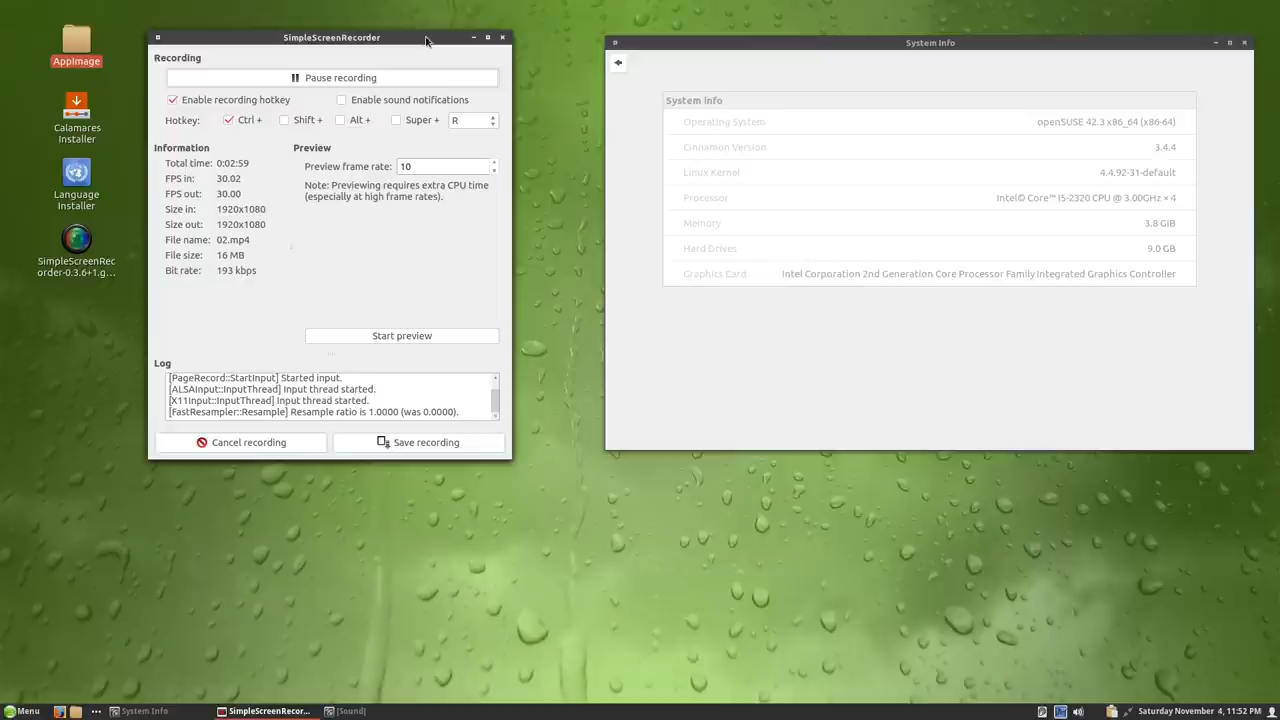 AppImage
Calamares
Installer
Language
Installer
SimpleScreenRec
order-0.3.6+1.g...
SimpleScreenRecorder
Recording
Pause recording
Enable recording hotkey
Enable sound notifications
Hotkey:
Ctrl +
Shift +
Alt +
Super +
R
Information
Total time: 0:02:59
FPS in: 30.02
FPS out: 30.00
Size in: 1920x1080
Size out: 1920x1080
File name: 02.mp4
File size: 16 MB
Bit rate: 193 kbps
Preview
Preview frame rate: 10
Note: Previewing requires extra CPU time
(especially at high frame rates).
Start preview
Log
[PageRecord::StartInput] Started input.
[ALSAInput::InputThread] Input thread started.
[X11Input::InputThread] Input thread started.
[FastResampler::Resample] Resample ratio is 1.0000 (was 0.0000).
Cancel recording
Save recording
System Info
System info
Operating System openSUSE 42.3 x86_64 (x86-64)
Cinnamon Version 3.4.4
Linux Kernel 4.4.92-31-default
Processor Intel© Core™ i5-2320 CPU @ 3.00GHz × 4
Memory 3.8 GiB
Hard Drives 9.0 GB
Graphics Card Intel Corporation 2nd Generation Core Processor Family Integrated Graphics Controller
Menu
System Info
SimpleScreenRecor...
[Sound]
Saturday November 4, 11:52 PM